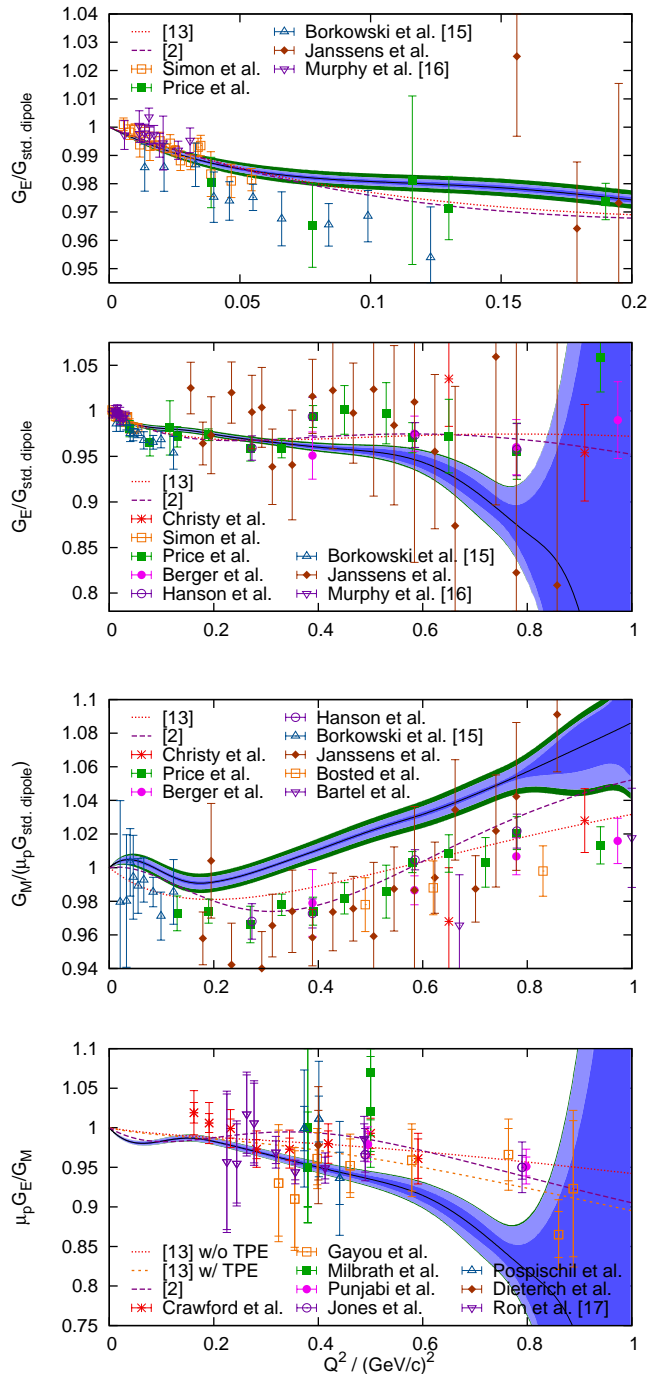 1.04
1.03
1.02
1.01
1
0.99
0.98
0.97
0.96
0.95
G_E/G_std. dipole
[13]
[2]
Simon et al.
Price et al.
Borkowski et al. [15]
Janssens et al.
Murphy et al. [16]
0 0.05 0.1 0.15 0.2
1.05
1
0.95
0.9
0.85
0.8
G_E/G_std. dipole
[13]
[2]
Christy et al.
Simon et al.
Price et al.
Berger et al.
Hanson et al.
Borkowski et al. [15]
Janssens et al.
Murphy et al. [16]
0 0.2 0.4 0.6 0.8 1
1.1
1.08
1.06
1.04
1.02
1
0.98
0.96
0.94
G_M/(μ_pG_std. dipole)
[13]
[2]
Christy et al.
Price et al.
Berger et al.
Hanson et al.
Borkowski et al. [15]
Janssens et al.
Bosted et al.
Bartel et al.
0 0.2 0.4 0.6 0.8 1
1.1
1.05
1
0.95
0.9
0.85
0.8
0.75
μ_pG_E/G_M
[13] w/o TPE
[13] w/ TPE
[2]
Crawford et al.
Gayou et al.
Milbrath et al.
Punjabi et al.
Jones et al.
Pospischil et al.
Dieterich et al.
Ron et al. [17]
0 0.2 0.4 0.6 0.8 1
Q² / (GeV/c)²